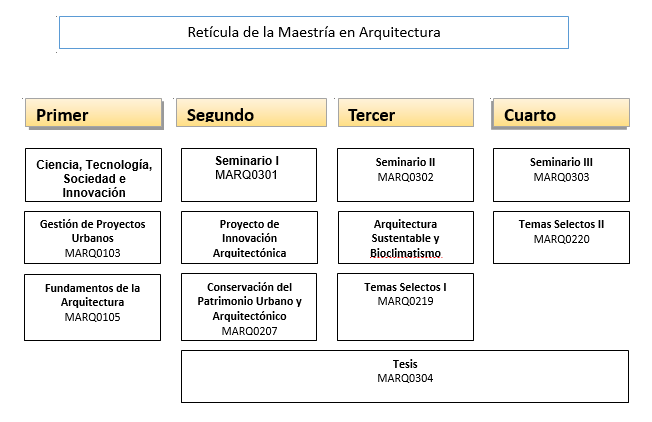 Retícula de la Maestría en Arquitectura
Primer
Segundo
Tercer
Cuarto
Ciencia, Tecnología,
Sociedad e
Innovación
Seminario I
MARQ0301
Seminario II
MARQ0302
Seminario III
MARQ0303
Gestión de Proyectos
Urbanos
MARQ0103
Proyecto de
Innovación
Arquitectónica
Arquitectura
Sustentable y
Bioclimatismo
Temas Selectos II
MARQ0220
Fundamentos de la
Arquitectura
MARQ0105
Conservación del
Patrimonio Urbano y
Arquitectónico
MARQ0207
Temas Selectos I
MARQ0219
Tesis
MARQ0304